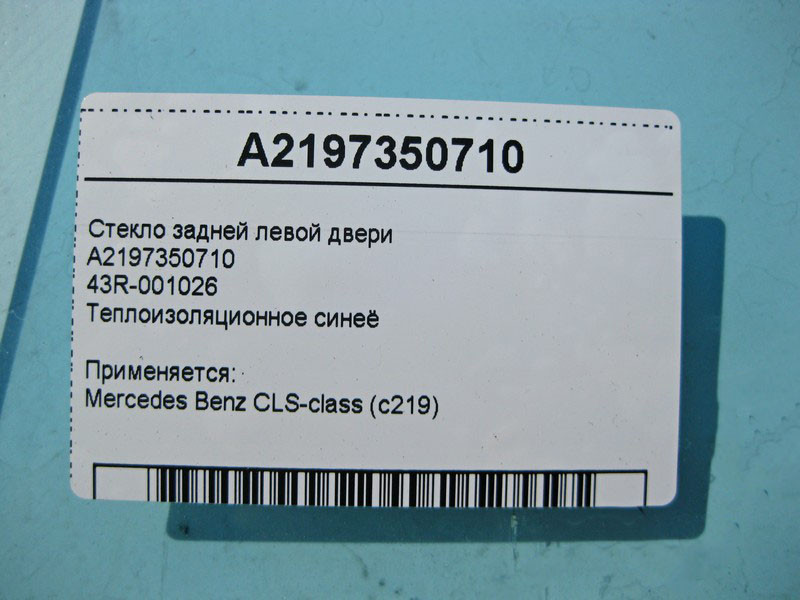 A2197350710
Стекло задней левой двери
A2197350710
43R-001026
Теплоизоляционное синеё
Применяется:
Mercedes Benz CLS-class (c219)